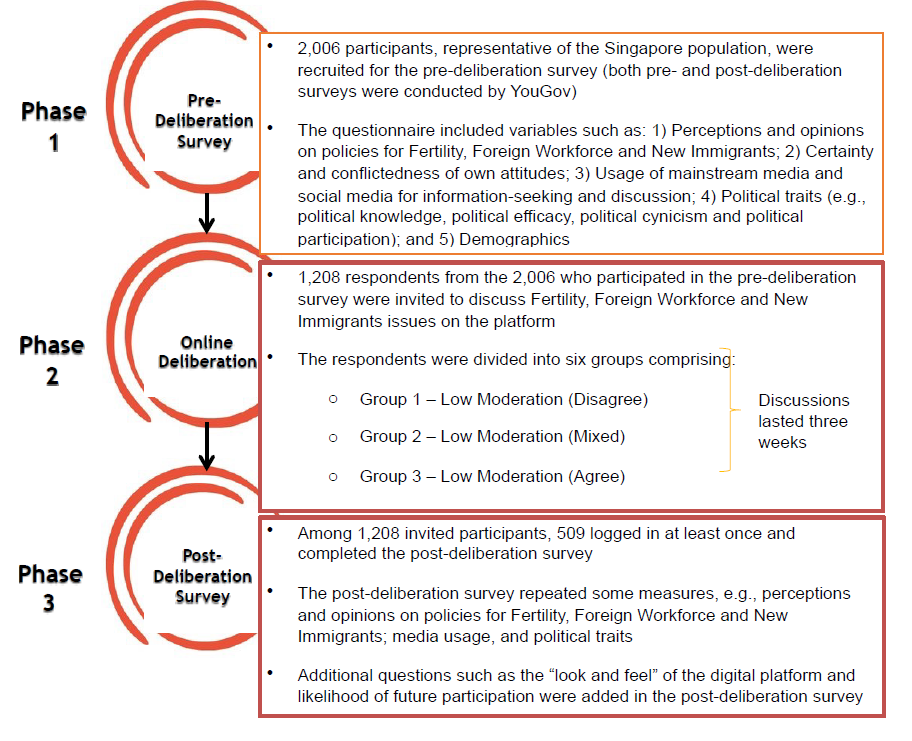 Phase
1
Pre-
Deliberation
Survey
• 2,006 participants, representative of the Singapore population, were
recruited for the pre-deliberation survey (both pre- and post-deliberation
surveys were conducted by YouGov)
• The questionnaire included variables such as: 1) Perceptions and opinions
on policies for Fertility, Foreign Workforce and New Immigrants; 2) Certainty
and conflictedness of own attitudes; 3) Usage of mainstream media and
social media for information-seeking and discussion; 4) Political traits (e.g.,
political knowledge, political efficacy, political cynicism and political
participation); and 5) Demographics
Phase
2
Online
Deliberation
• 1,208 respondents from the 2,006 who participated in the pre-deliberation
survey were invited to discuss Fertility, Foreign Workforce and New
Immigrants issues on the platform
• The respondents were divided into six groups comprising:
○ Group 1 – Low Moderation (Disagree)
○ Group 2 – Low Moderation (Mixed)
○ Group 3 – Low Moderation (Agree)
Discussions
lasted three
weeks
Phase
3
Post-
Deliberation
Survey
• Among 1,208 invited participants, 509 logged in at least once and
completed the post-deliberation survey
• The post-deliberation survey repeated some measures, e.g., perceptions
and opinions on policies for Fertility, Foreign Workforce and New
Immigrants; media usage, and political traits
• Additional questions such as the “look and feel” of the digital platform and
likelihood of future participation were added in the post-deliberation survey